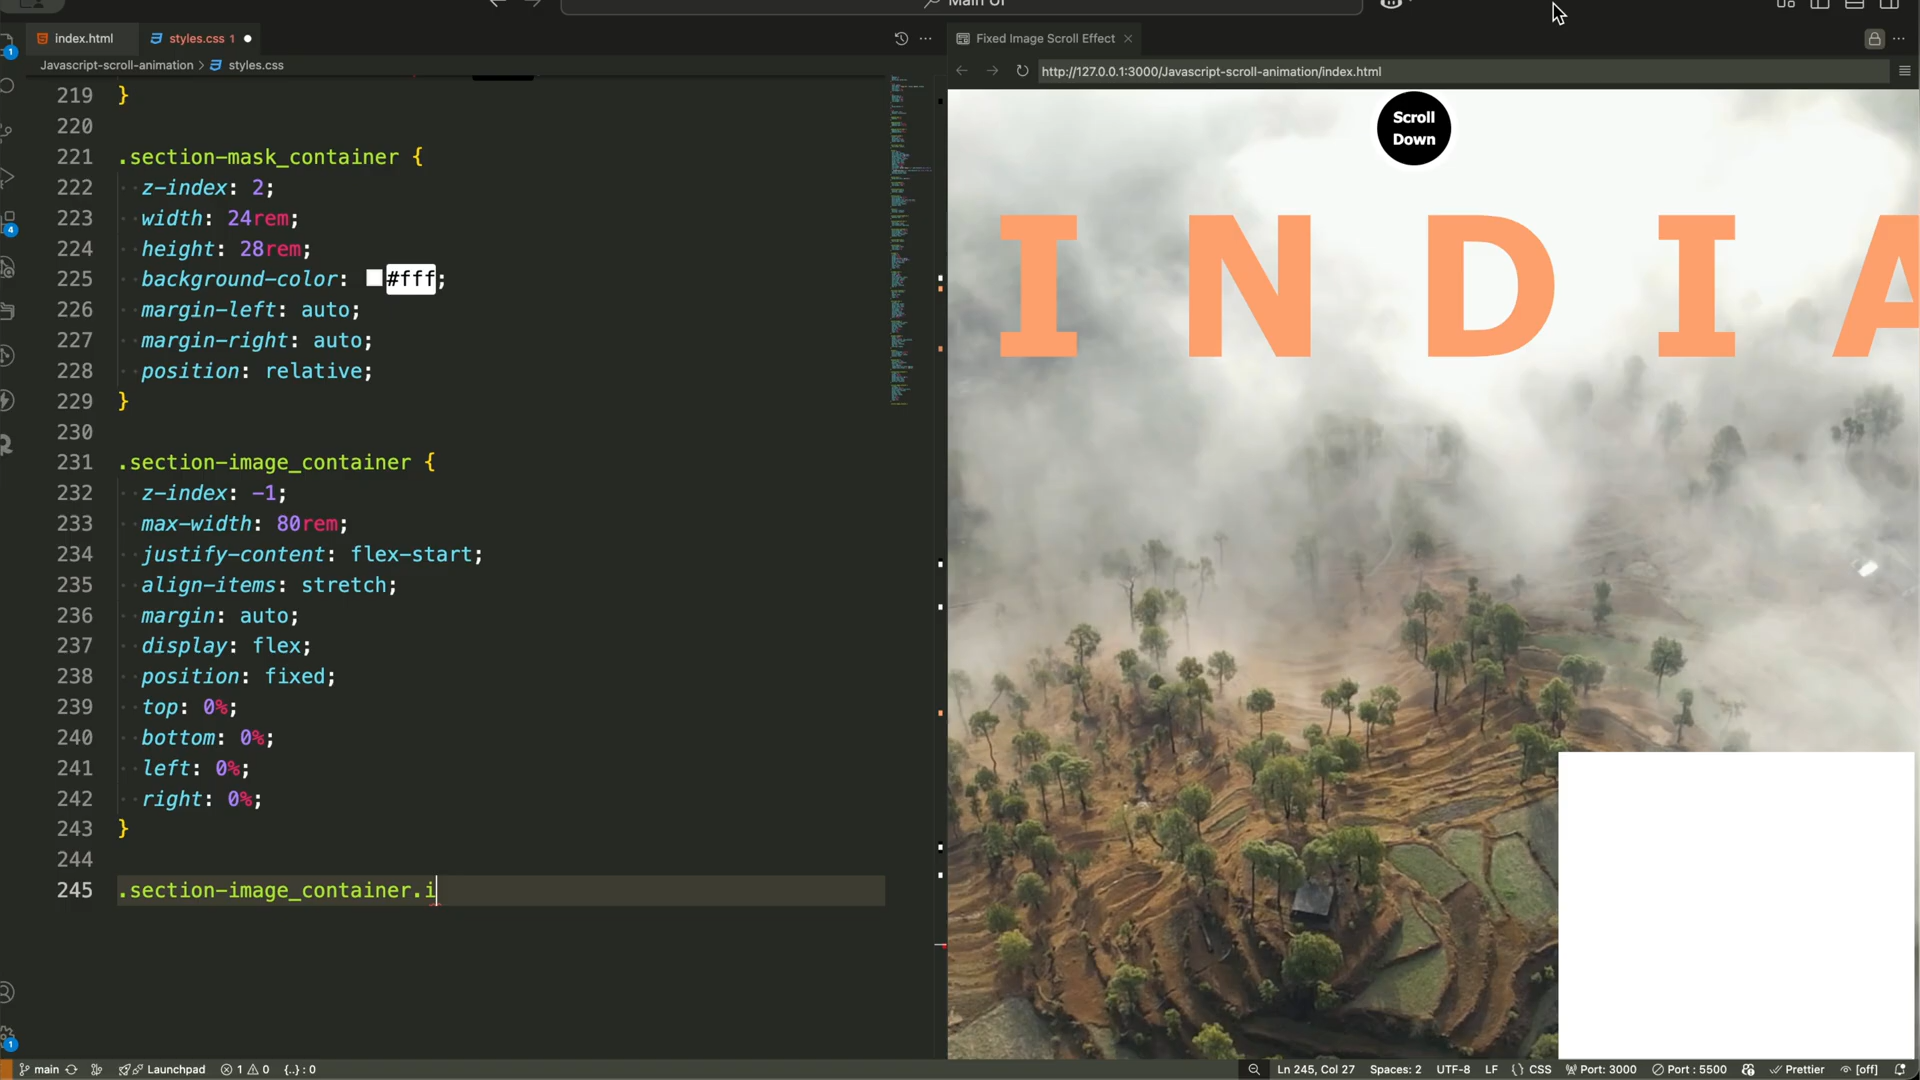 Main UI
index.html
styles.css 1
Fixed Image Scroll Effect
Javascript-scroll-animation > styles.css
http://127.0.0.1:3000/Javascript-scroll-animation/index.html
219 }
220
221 .section-mask_container {
222 z-index: 2;
223 width: 24rem;
224 height: 28rem;
225 background-color: #fff;
226 margin-left: auto;
227 margin-right: auto;
228 position: relative;
229 }
230
231 .section-image_container {
232 z-index: -1;
233 max-width: 80rem;
234 justify-content: flex-start;
235 align-items: stretch;
236 margin: auto;
237 display: flex;
238 position: fixed;
239 top: 0%;
240 bottom: 0%;
241 left: 0%;
242 right: 0%;
243 }
244
245 .section-image_container.i
Scroll
Down
INDIA
1
4
1
main
Launchpad
1 0
{..} : 0
Ln 245, Col 27
Spaces: 2
UTF-8
LF
{ } CSS
Port: 3000
Port : 5500
Prettier
[off]